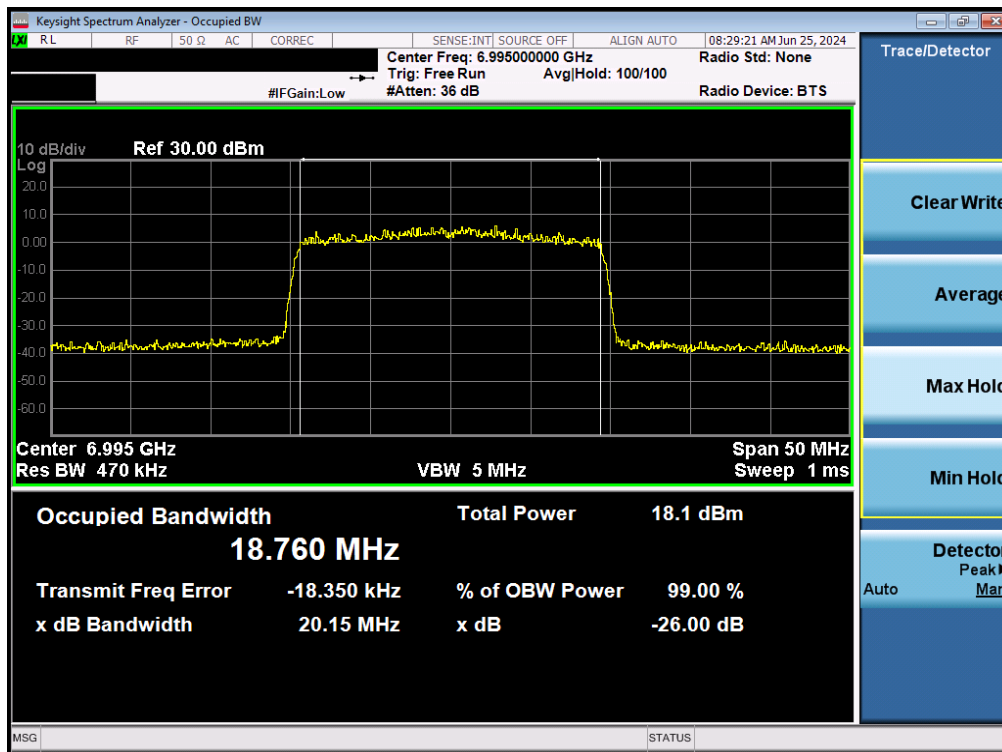 Keysight Spectrum Analyzer - Occupied BW
LXI RL RF 50 Ω AC CORREC SENSE:INT SOURCE OFF ALIGN AUTO 08:29:21 AM Jun 25, 2024
Center Freq: 6.995000000 GHz Radio Std: None
Trig: Free Run Avg|Hold: 100/100
#IFGain:Low #Atten: 36 dB Radio Device: BTS
Trace/Detector
10 dB/div Ref 30.00 dBm
Log
20.0
10.0
0.00
-10.0
-20.0
-30.0
-40.0
-50.0
-60.0
Center 6.995 GHz Span 50 MHz
Res BW 470 kHz VBW 5 MHz Sweep 1 ms
Occupied Bandwidth Total Power 18.1 dBm
18.760 MHz
Transmit Freq Error -18.350 kHz % of OBW Power 99.00 %
x dB Bandwidth 20.15 MHz x dB -26.00 dB
Clear Write
Average
Max Hold
Min Hold
Detector
Peak
Auto Man
MSG STATUS